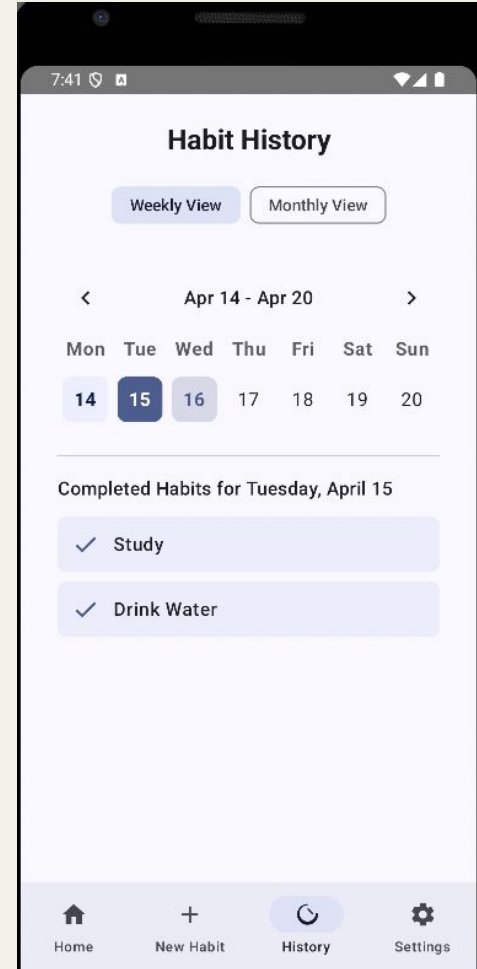 7:41
Habit History
Weekly View Monthly View
Apr 14 - Apr 20
Mon Tue Wed Thu Fri Sat Sun
14 15 16 17 18 19 20
Completed Habits for Tuesday, April 15
Study
Drink Water
Home New Habit History Settings